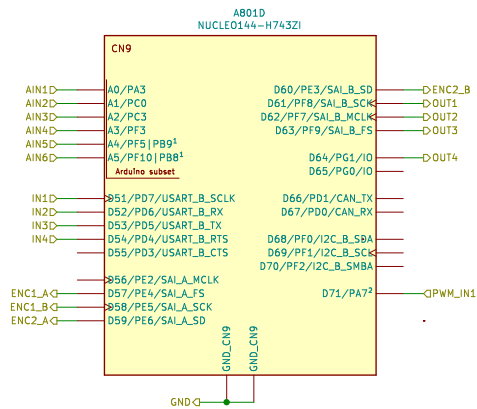 A801D
NUCLEO144-H743ZI
CN9
AIN1 A0/PA3
AIN2 A1/PC0
AIN3 A2/PC3
AIN4 A3/PF3
AIN5 A4/PF5|PB9¹
AIN6 A5/PF10|PB8¹
Arduino subset
IN1 D51/PD7/USART_B_SCLK
IN2 D52/PD6/USART_B_RX
IN3 D53/PD5/USART_B_TX
IN4 D54/PD4/USART_B_RTS
D55/PD3/USART_B_CTS
D56/PE2/SAI_A_MCLK
ENC1_A D57/PE4/SAI_A_FS
ENC1_B D58/PE5/SAI_A_SCK
ENC2_A D59/PE6/SAI_A_SD
D60/PE3/SAI_B_SD ENC2_B
D61/PF8/SAI_B_SCK OUT1
D62/PF7/SAI_B_MCLK OUT2
D63/PF9/SAI_B_FS OUT3
D64/PG1/IO OUT4
D65/PG0/IO
D66/PD1/CAN_TX
D67/PD0/CAN_RX
D68/PF0/I2C_B_SDA
D69/PF1/I2C_B_SCL
D70/PF2/I2C_B_SMBA
D71/PA7² PWM_IN1
GND_CN9
GND_CN9
GND